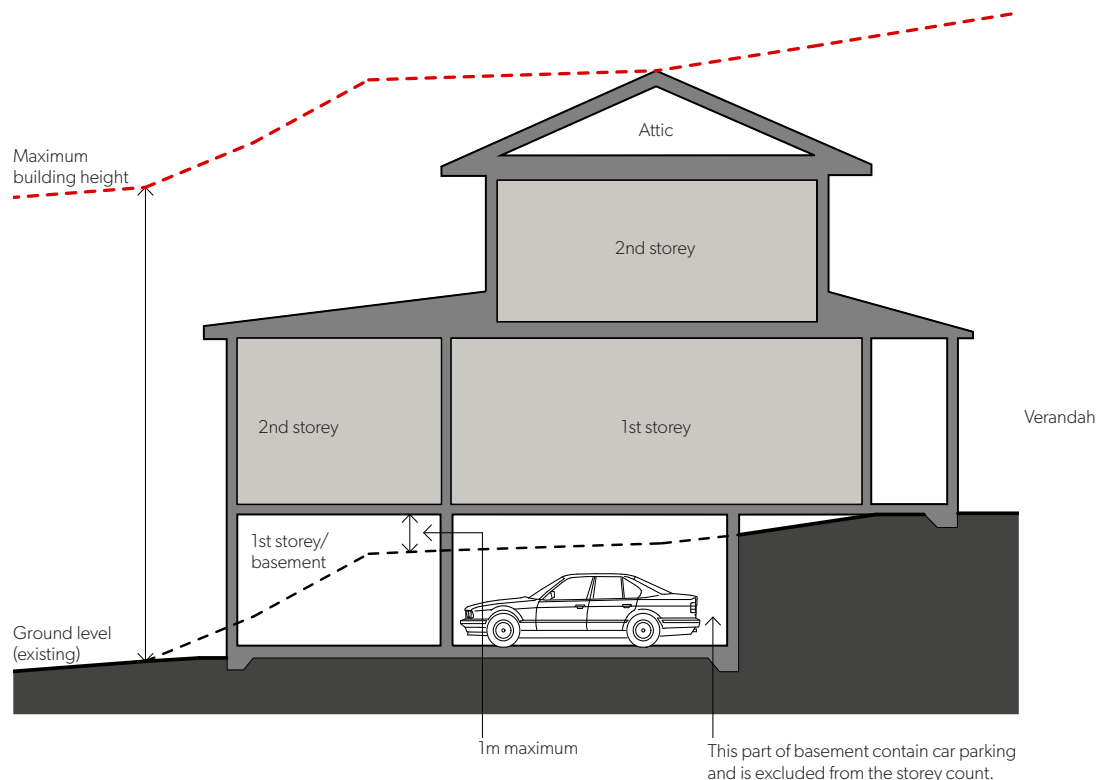 Attic
Maximum
building height
2nd storey
2nd storey
1st storey
Verandah
1st storey/
basement
Ground level
(existing)
1m maximum
This part of basement contain car parking
and is excluded from the storey count.